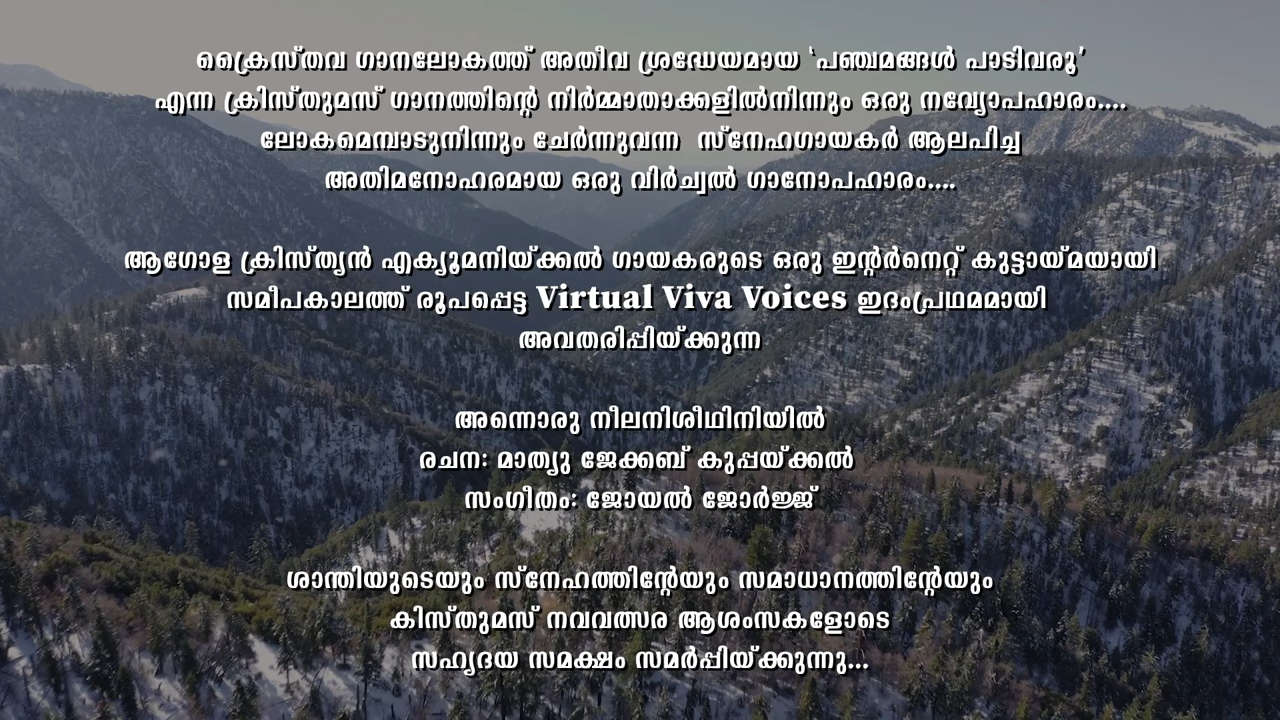 ക്രൈസ്തവ ഗാനലോകത്ത് അതീവ ശ്രദ്ധേയമായ ‘പഞ്ചമങ്ങൾ പാടിവരൂ’
എന്ന ക്രിസ്തുമസ് ഗാനത്തിന്റെ നിർമ്മാതാക്കളിൽനിന്നും ഒരു നവ്യോപഹാരം....
ലോകമെമ്പാടുനിന്നും ചേർന്നുവന്ന സ്നേഹഗായകർ ആലപിച്ച
അതിമനോഹരമായ ഒരു വിർച്വൽ ഗാനോപഹാരം....
ആഗോള ക്രിസ്ത്യൻ എക്യൂമനിയ്ക്കൽ ഗായകരുടെ ഒരു ഇന്റർനെറ്റ് കുട്ടായ്മയായി
സമീപകാലത്ത് രൂപപ്പെട്ട Virtual Viva Voices ഇദംപ്രഥമമായി
അവതരിപ്പിയ്ക്കുന്ന
അന്നൊരു നീലനിശീഥിനിയിൽ
രചന: മാത്യു ജേക്കബ് കുപ്പയ്ക്കൽ
സംഗീതം: ജോയൽ ജോർജ്ജ്
ശാന്തിയുടെയും സ്നേഹത്തിന്റേയും സമാധാനത്തിന്റേയും
കിസ്തുമസ് നവവത്സര ആശംസകളോടെ
സഹൃദയ സമക്ഷം സമർപ്പിയ്ക്കുന്നു...